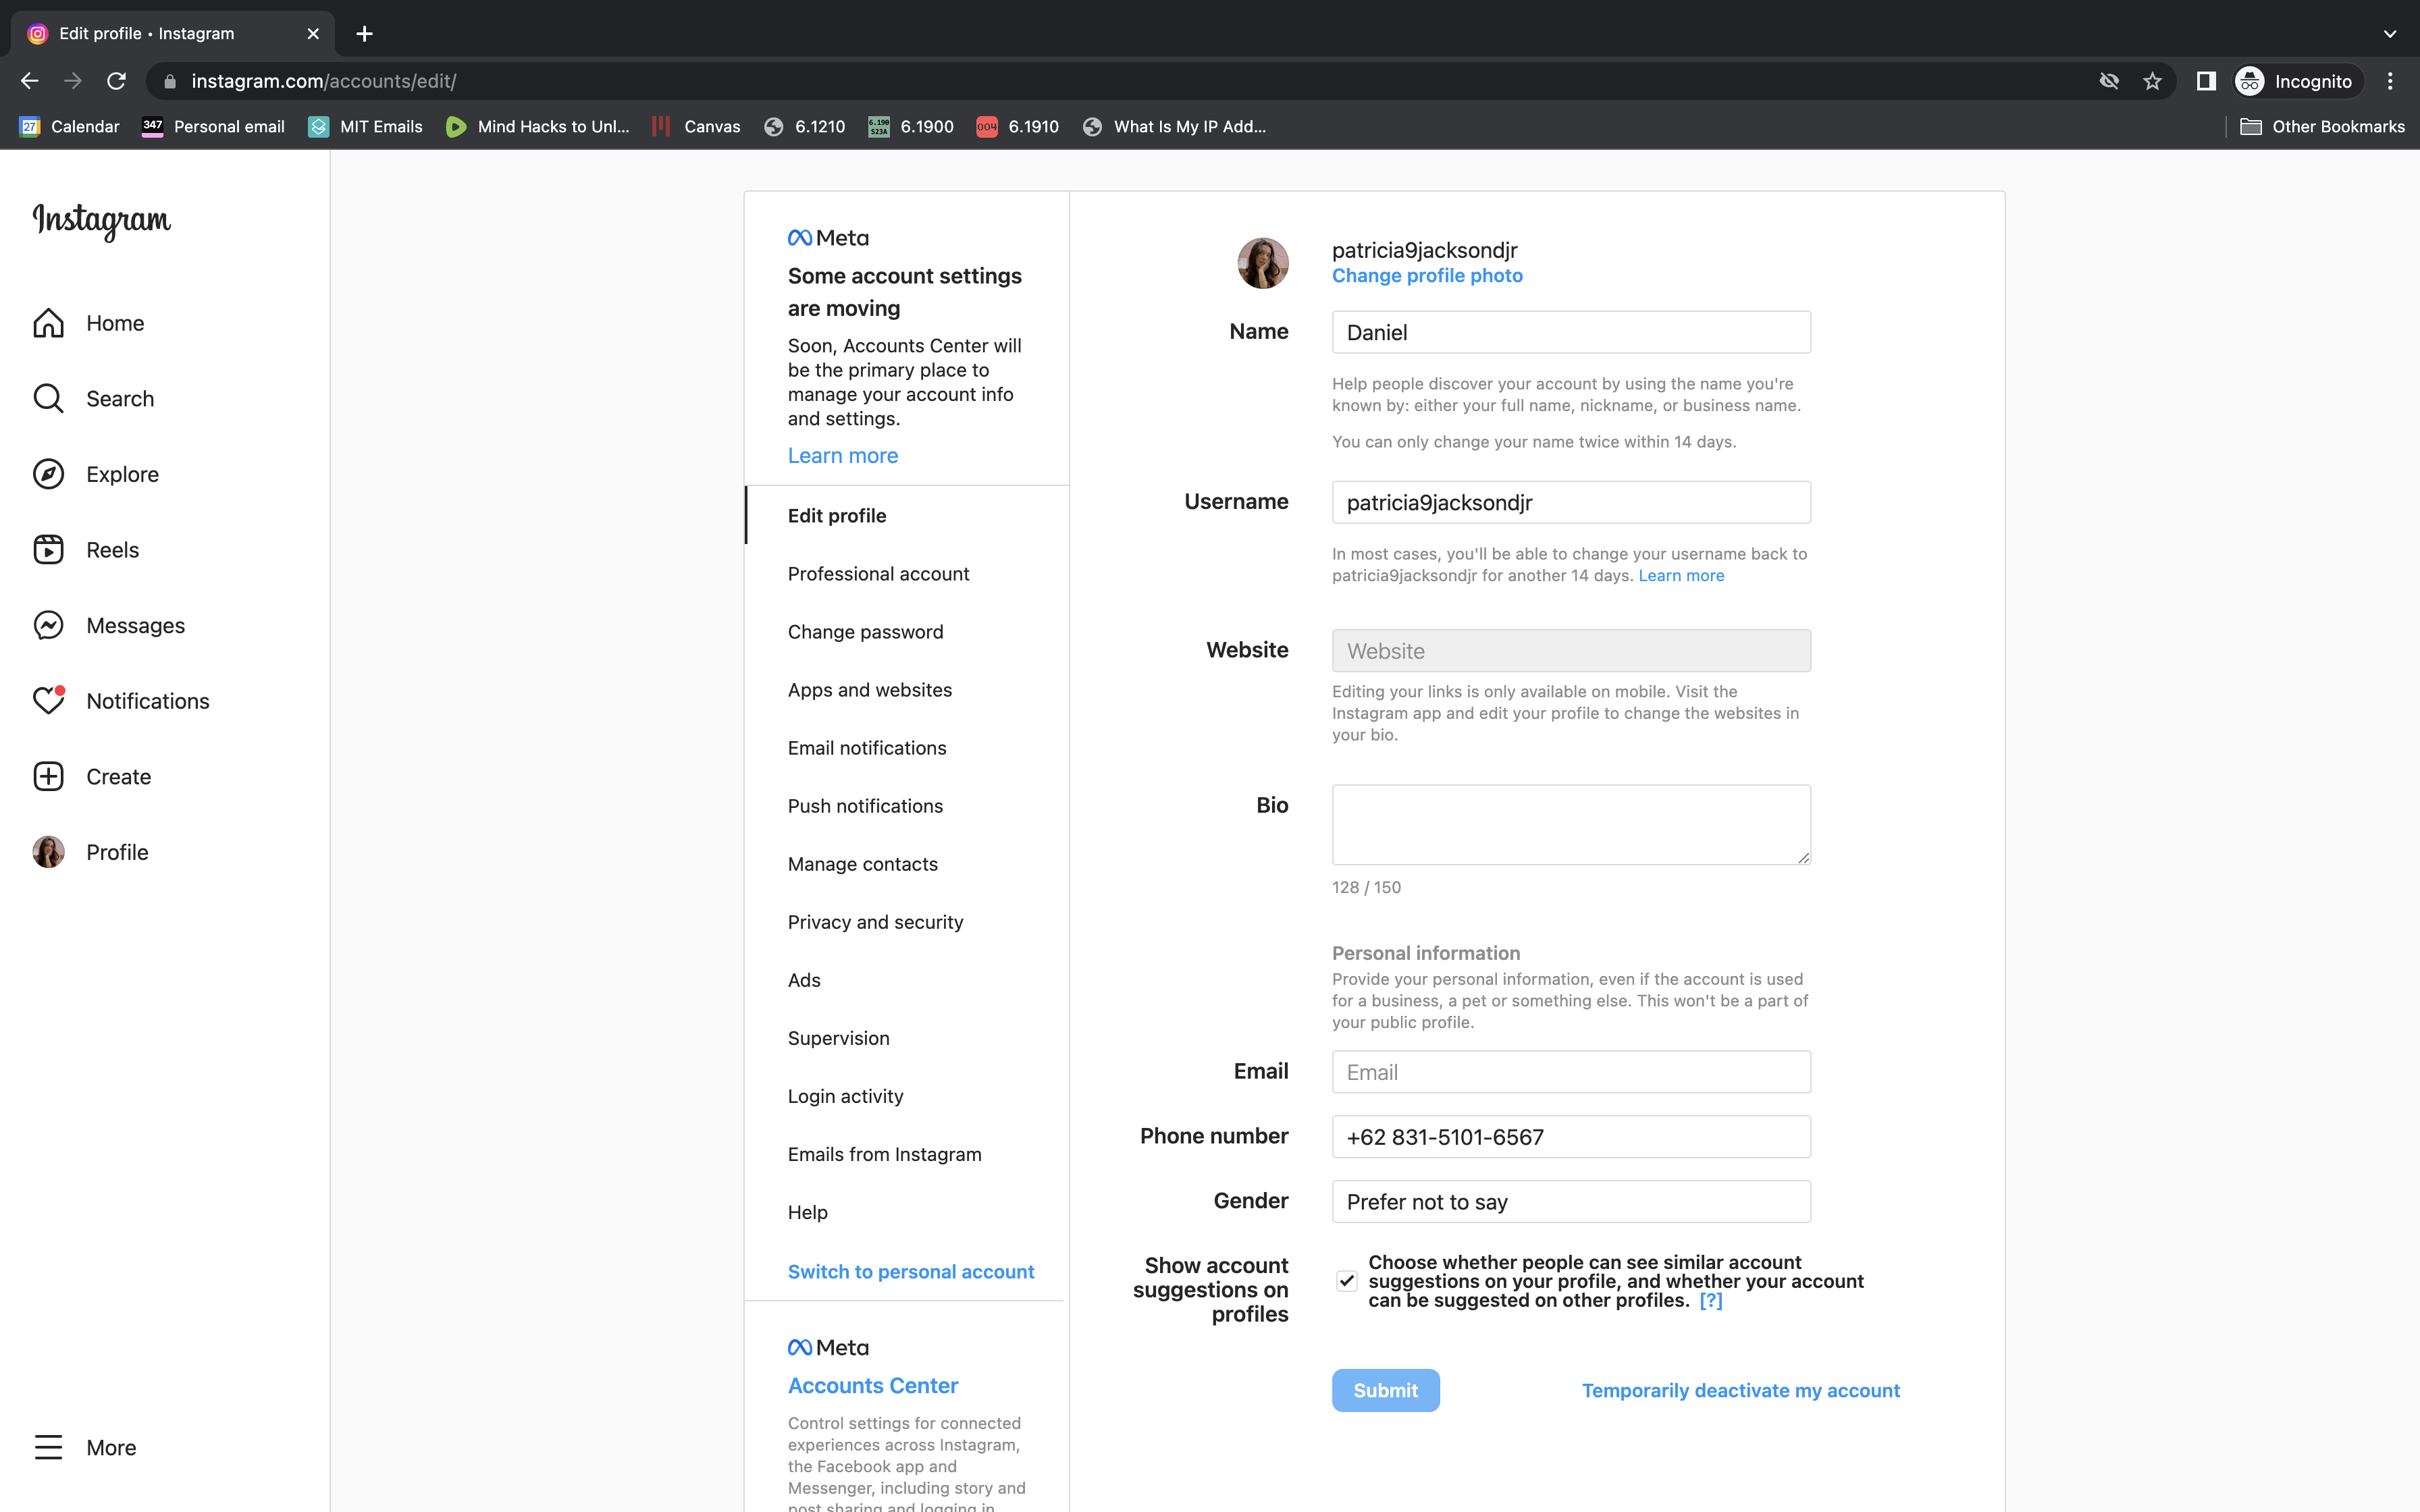 Edit profile • Instagram
instagram.com/accounts/edit/
Incognito
27 Calendar
347 Personal email
MIT Emails
Mind Hacks to Unl...
Canvas
6.1210
6.190 S23A 6.1900
004 6.1910
What Is My IP Add...
Other Bookmarks
Instagram
Home
Search
Explore
Reels
Messages
Notifications
Create
Profile
More
Meta
Some account settings
are moving
Soon, Accounts Center will
be the primary place to
manage your account info
and settings.
Learn more
Edit profile
Professional account
Change password
Apps and websites
Email notifications
Push notifications
Manage contacts
Privacy and security
Ads
Supervision
Login activity
Emails from Instagram
Help
Switch to personal account
Meta
Accounts Center
Control settings for connected
experiences across Instagram,
the Facebook app and
Messenger, including story and
post sharing and logging in.
patricia9jacksondjr
Change profile photo
Name
Daniel
Help people discover your account by using the name you're
known by: either your full name, nickname, or business name.
You can only change your name twice within 14 days.
Username
patricia9jacksondjr
In most cases, you'll be able to change your username back to
patricia9jacksondjr for another 14 days. Learn more
Website
Website
Editing your links is only available on mobile. Visit the
Instagram app and edit your profile to change the websites in
your bio.
Bio
128 / 150
Personal information
Provide your personal information, even if the account is used
for a business, a pet or something else. This won't be a part of
your public profile.
Email
Email
Phone number
+62 831-5101-6567
Gender
Prefer not to say
Show account
suggestions on
profiles
Choose whether people can see similar account
suggestions on your profile, and whether your account
can be suggested on other profiles. [?]
Submit
Temporarily deactivate my account